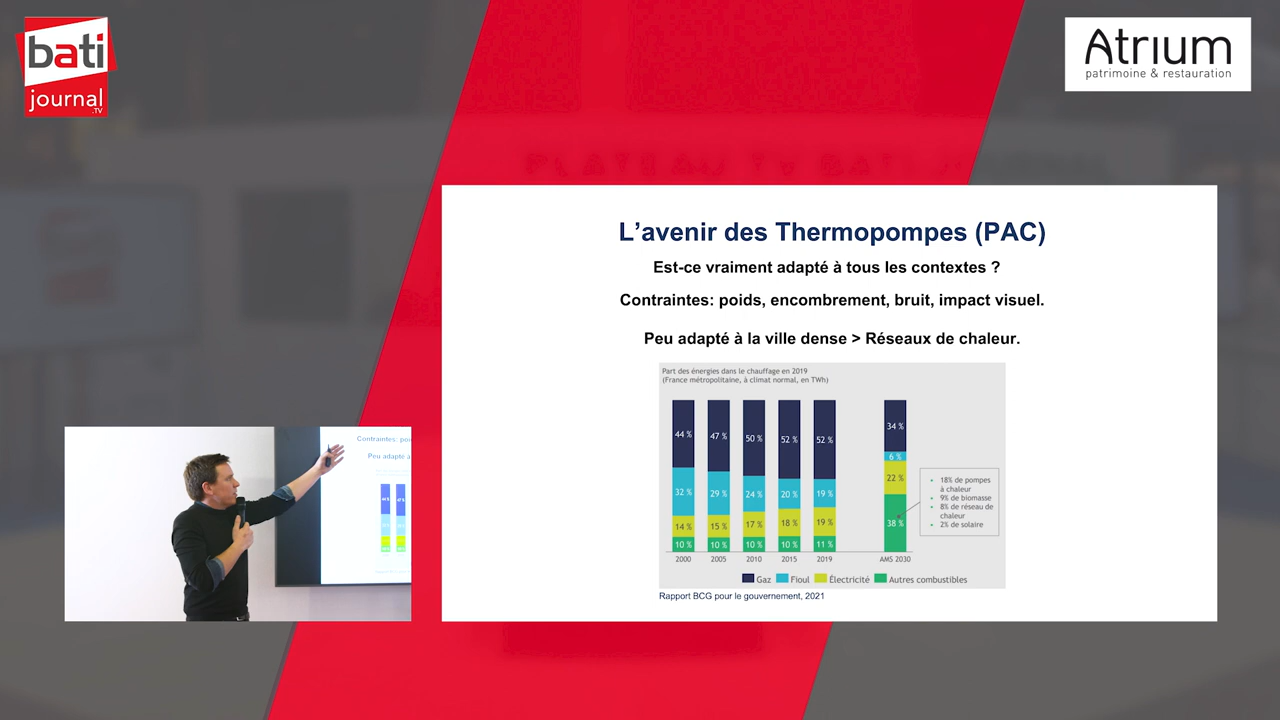 bati
journal
.TV
Atrium
patrimoine & restauration
L'avenir des Thermopompes (PAC)
Est-ce vraiment adapté à tous les contextes ?
Contraintes: poids, encombrement, bruit, impact visuel.
Peu adapté à la ville dense > Réseaux de chaleur.
Part des énergies dans le chauffage en 2019
(France métropolitaine, à climat normal, en TWh)
44 % 47 % 50 % 52 % 52 % 34 %
6 %
32 % 29 % 24 % 20 % 19 % 22 %
14 % 15 % 17 % 18 % 19 % 38 %
10 % 10 % 10 % 10 % 11 %
2000 2005 2010 2015 2019 AMS 2030
• 18% de pompes
à chaleur
• 9% de biomasse
• 8% de réseau de
chaleur
• 2% de solaire
Gaz Fioul Électricité Autres combustibles
Rapport BCG pour le gouvernement, 2021
Contraintes: poi
Peu adapté à